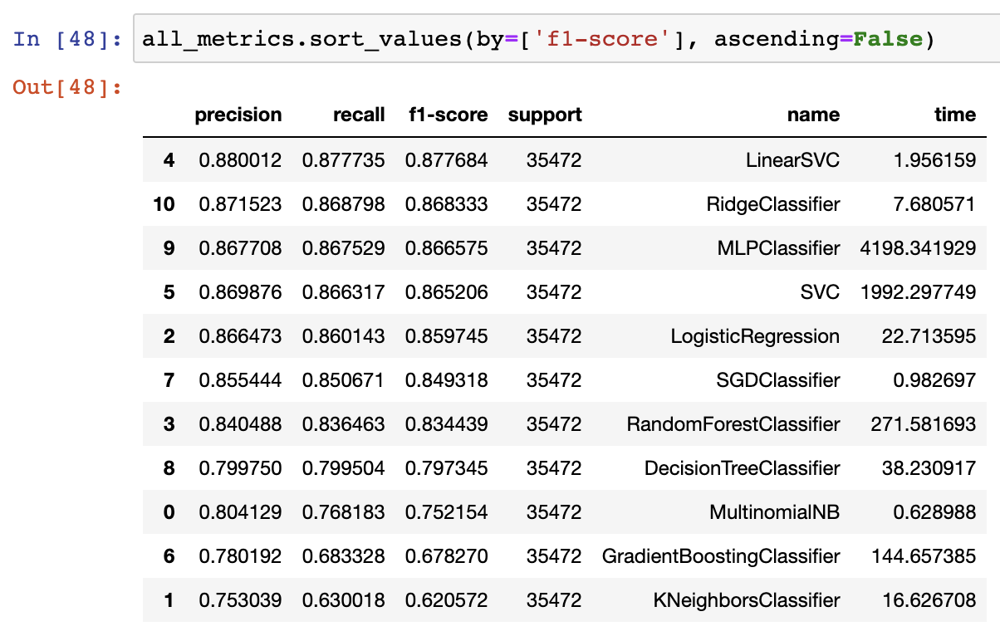 In [48]: all_metrics.sort_values(by=['f1-score'], ascending=False)
Out[48]:
precision recall f1-score support name time
4 0.880012 0.877735 0.877684 35472 LinearSVC 1.956159
10 0.871523 0.868798 0.868333 35472 RidgeClassifier 7.680571
9 0.867708 0.867529 0.866575 35472 MLPClassifier 4198.341929
5 0.869876 0.866317 0.865206 35472 SVC 1992.297749
2 0.866473 0.860143 0.859745 35472 LogisticRegression 22.713595
7 0.855444 0.850671 0.849318 35472 SGDClassifier 0.982697
3 0.840488 0.836463 0.834439 35472 RandomForestClassifier 271.581693
8 0.799750 0.799504 0.797345 35472 DecisionTreeClassifier 38.230917
0 0.804129 0.768183 0.752154 35472 MultinomialNB 0.628988
6 0.780192 0.683328 0.678270 35472 GradientBoostingClassifier 144.657385
1 0.753039 0.630018 0.620572 35472 KNeighborsClassifier 16.626708